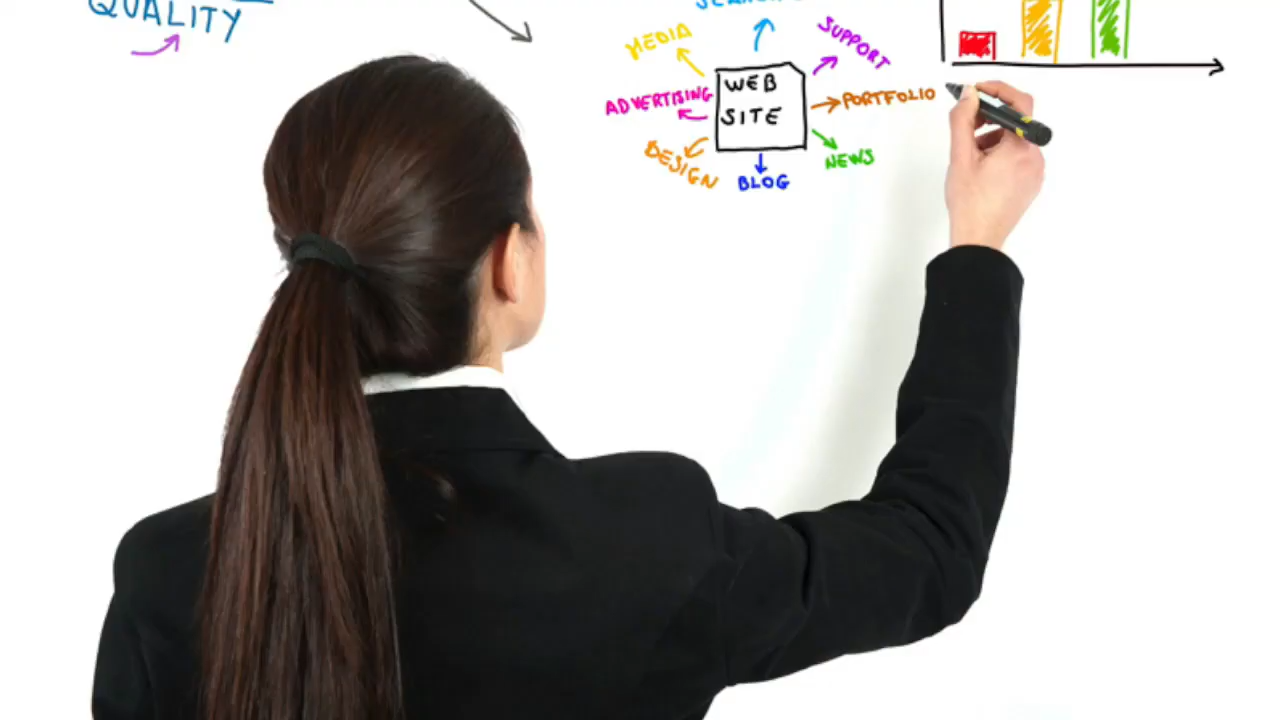 QUALITY
MEDIA
SUPPORT
WEB
SITE
ADVERTISING
PORTFOLIO
DESIGN
BLOG
NEWS